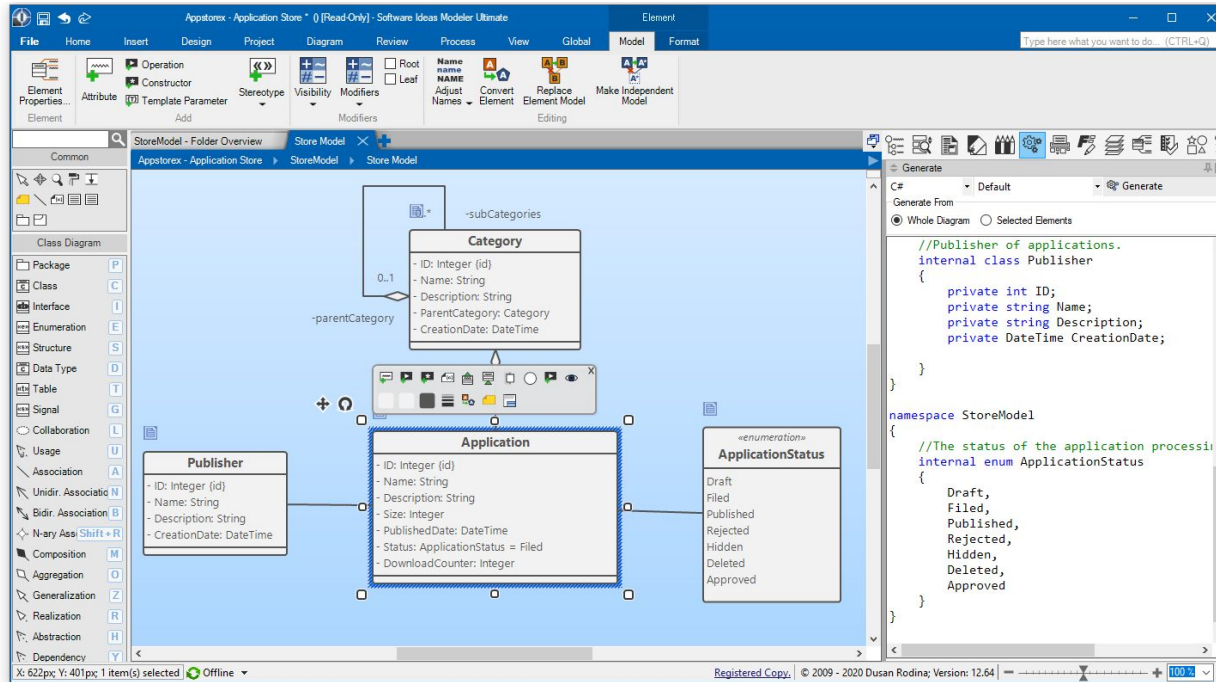 Appstorex - Application Store * () [Read-Only] - Software Ideas Modeler Ultimate
Element
File Home Insert Design Project Diagram Review Process View Global Model Format
Type here what you want to do... (CTRL+Q)
Element Properties...
Attribute
Operation
Constructor
Template Parameter
Stereotype
Visibility
Modifiers
Root
Leaf
Name
name
NAME
Adjust Names
Convert Element
Replace Element Model
Make Independent Model
Element
Add
Modifiers
Editing
Common
Class Diagram
Package P
Class C
Interface I
Enumeration E
Structure S
Data Type D
Table T
Signal G
Collaboration L
Usage U
Association A
Unidir. Associatio N
Bidir. Association B
N-ary Ass Shift + R
Composition M
Aggregation O
Generalization Z
Realization R
Abstraction H
Dependency Y
StoreModel - Folder Overview
Store Model
Appstorex - Application Store StoreModel Store Model
-subCategories
0..1
-parentCategory
Category
- ID: Integer {id}
- Name: String
- Description: String
- ParentCategory: Category
- CreationDate: DateTime
Publisher
- ID: Integer {id}
- Name: String
- Description: String
- CreationDate: DateTime
Application
- ID: Integer {id}
- Name: String
- Description: String
- Size: Integer
- PublishedDate: DateTime
- Status: ApplicationStatus = Filed
- DownloadCounter: Integer
«enumeration»
ApplicationStatus
Draft
Filed
Published
Rejected
Hidden
Deleted
Approved
Generate
C# Default Generate
Generate From
Whole Diagram Selected Elements
//Publisher of applications.
internal class Publisher
{
private int ID;
private string Name;
private string Description;
private DateTime CreationDate;
}
}
namespace StoreModel
{
//The status of the application processin
internal enum ApplicationStatus
{
Draft,
Filed,
Published,
Rejected,
Hidden,
Deleted,
Approved
}
}
X: 622px; Y: 401px; 1 item(s) selected Offline
Registered Copy. © 2009 - 2020 Dusan Rodina; Version: 12.64
100 %